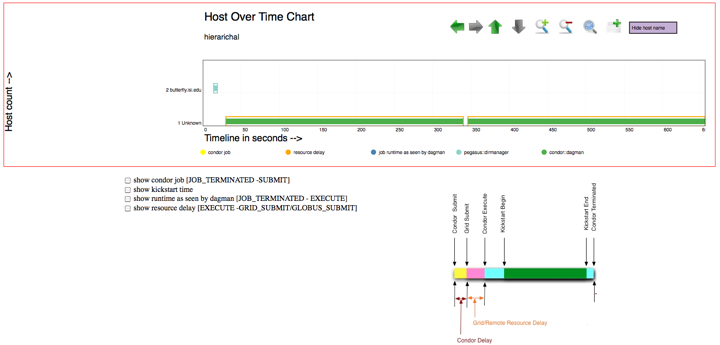 Host Over Time Chart
hierarichal
Hide host name
Host count -->
2 butterfly.isi.edu
1 Unknown
0 50 100 150 200 250 300 350 400 450 500 550 600 6
Timeline in seconds -->
condor job resource delay job runtime as seen by dagman pegasus::dirmanager condor::dagman
show condor job [JOB_TERMINATED -SUBMIT]
show kickstart time
show runtime as seen by dagman [JOB_TERMINATED - EXECUTE]
show resource delay [EXECUTE -GRID_SUBMIT/GLOBUS_SUBMIT]
Condor Submit
Grid Submit
Condor Execute
Kickstart Begin
Kickstart End
Condor Terminated
Grid/Remote Resource Delay
Condor Delay